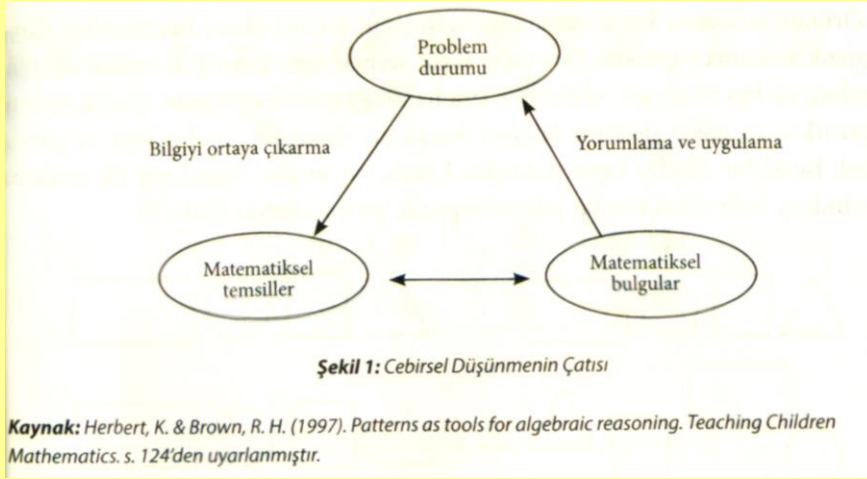 Problem
durumu
Bilgiyi ortaya çıkarma
Yorumlama ve uygulama
Matematiksel
temsiller
Matematiksel
bulgular
Şekil 1: Cebirsel Düşünmenin Çatısı
Kaynak: Herbert, K. & Brown, R. H. (1997). Patterns as tools for algebraic reasoning. Teaching Children
Mathematics. s. 124'den uyarlanmıştır.